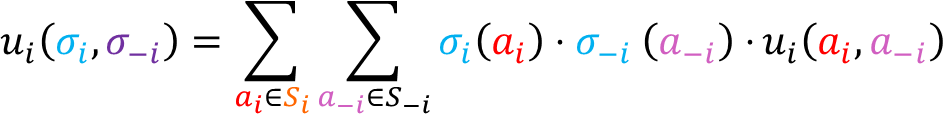 u_i(σ_i,σ_{−i}) = ∑_{a_i∈S_i} ∑_{a_{−i}∈S_{−i}} σ_i(a_i) · σ_{−i} (a_{−i}) · u_i(a_i,a_{−i})